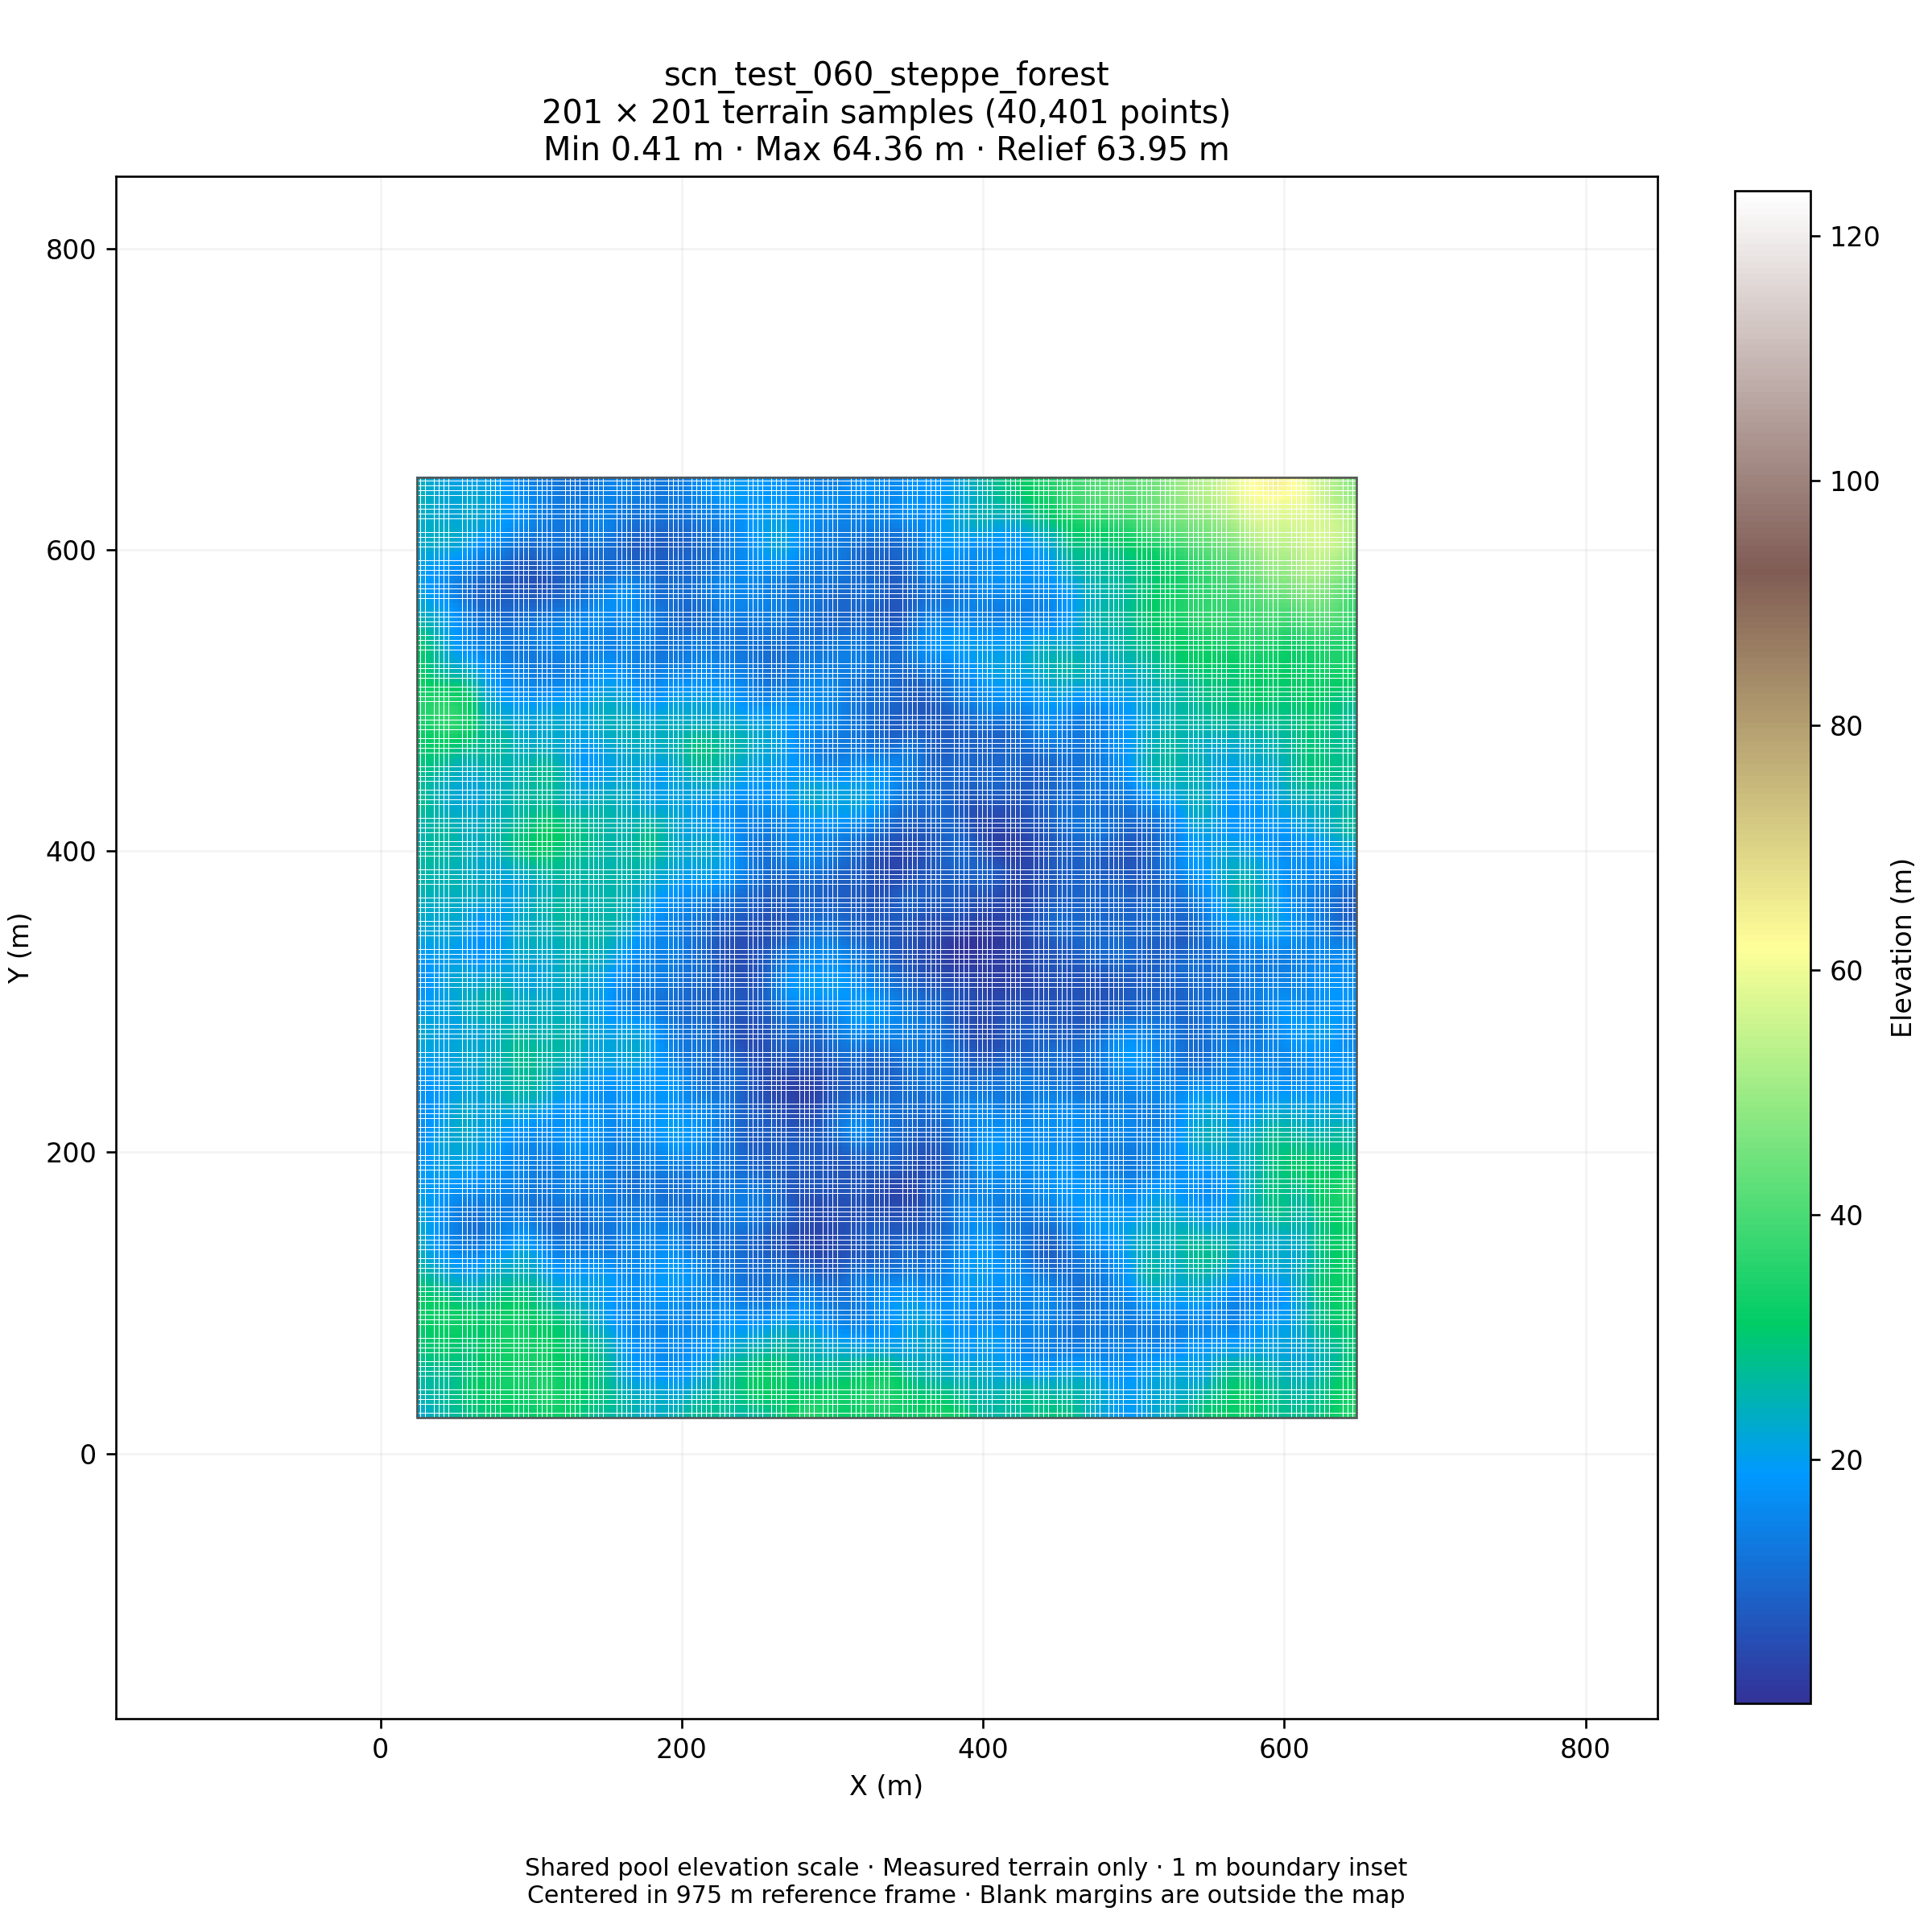 scn_test_060_steppe_forest
201 × 201 terrain samples (40,401 points)
Min 0.41 m · Max 64.36 m · Relief 63.95 m
800
600
400
200
0
Y (m)
0
200
400
600
800
X (m)
120
100
80
60
40
20
Elevation (m)
Shared pool elevation scale · Measured terrain only · 1 m boundary inset
Centered in 975 m reference frame · Blank margins are outside the map